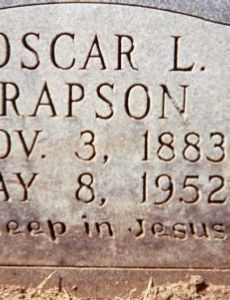 OSCAR L.
RAPSON
OV. 3, 1883
AY 8, 1952
eep in Jesus